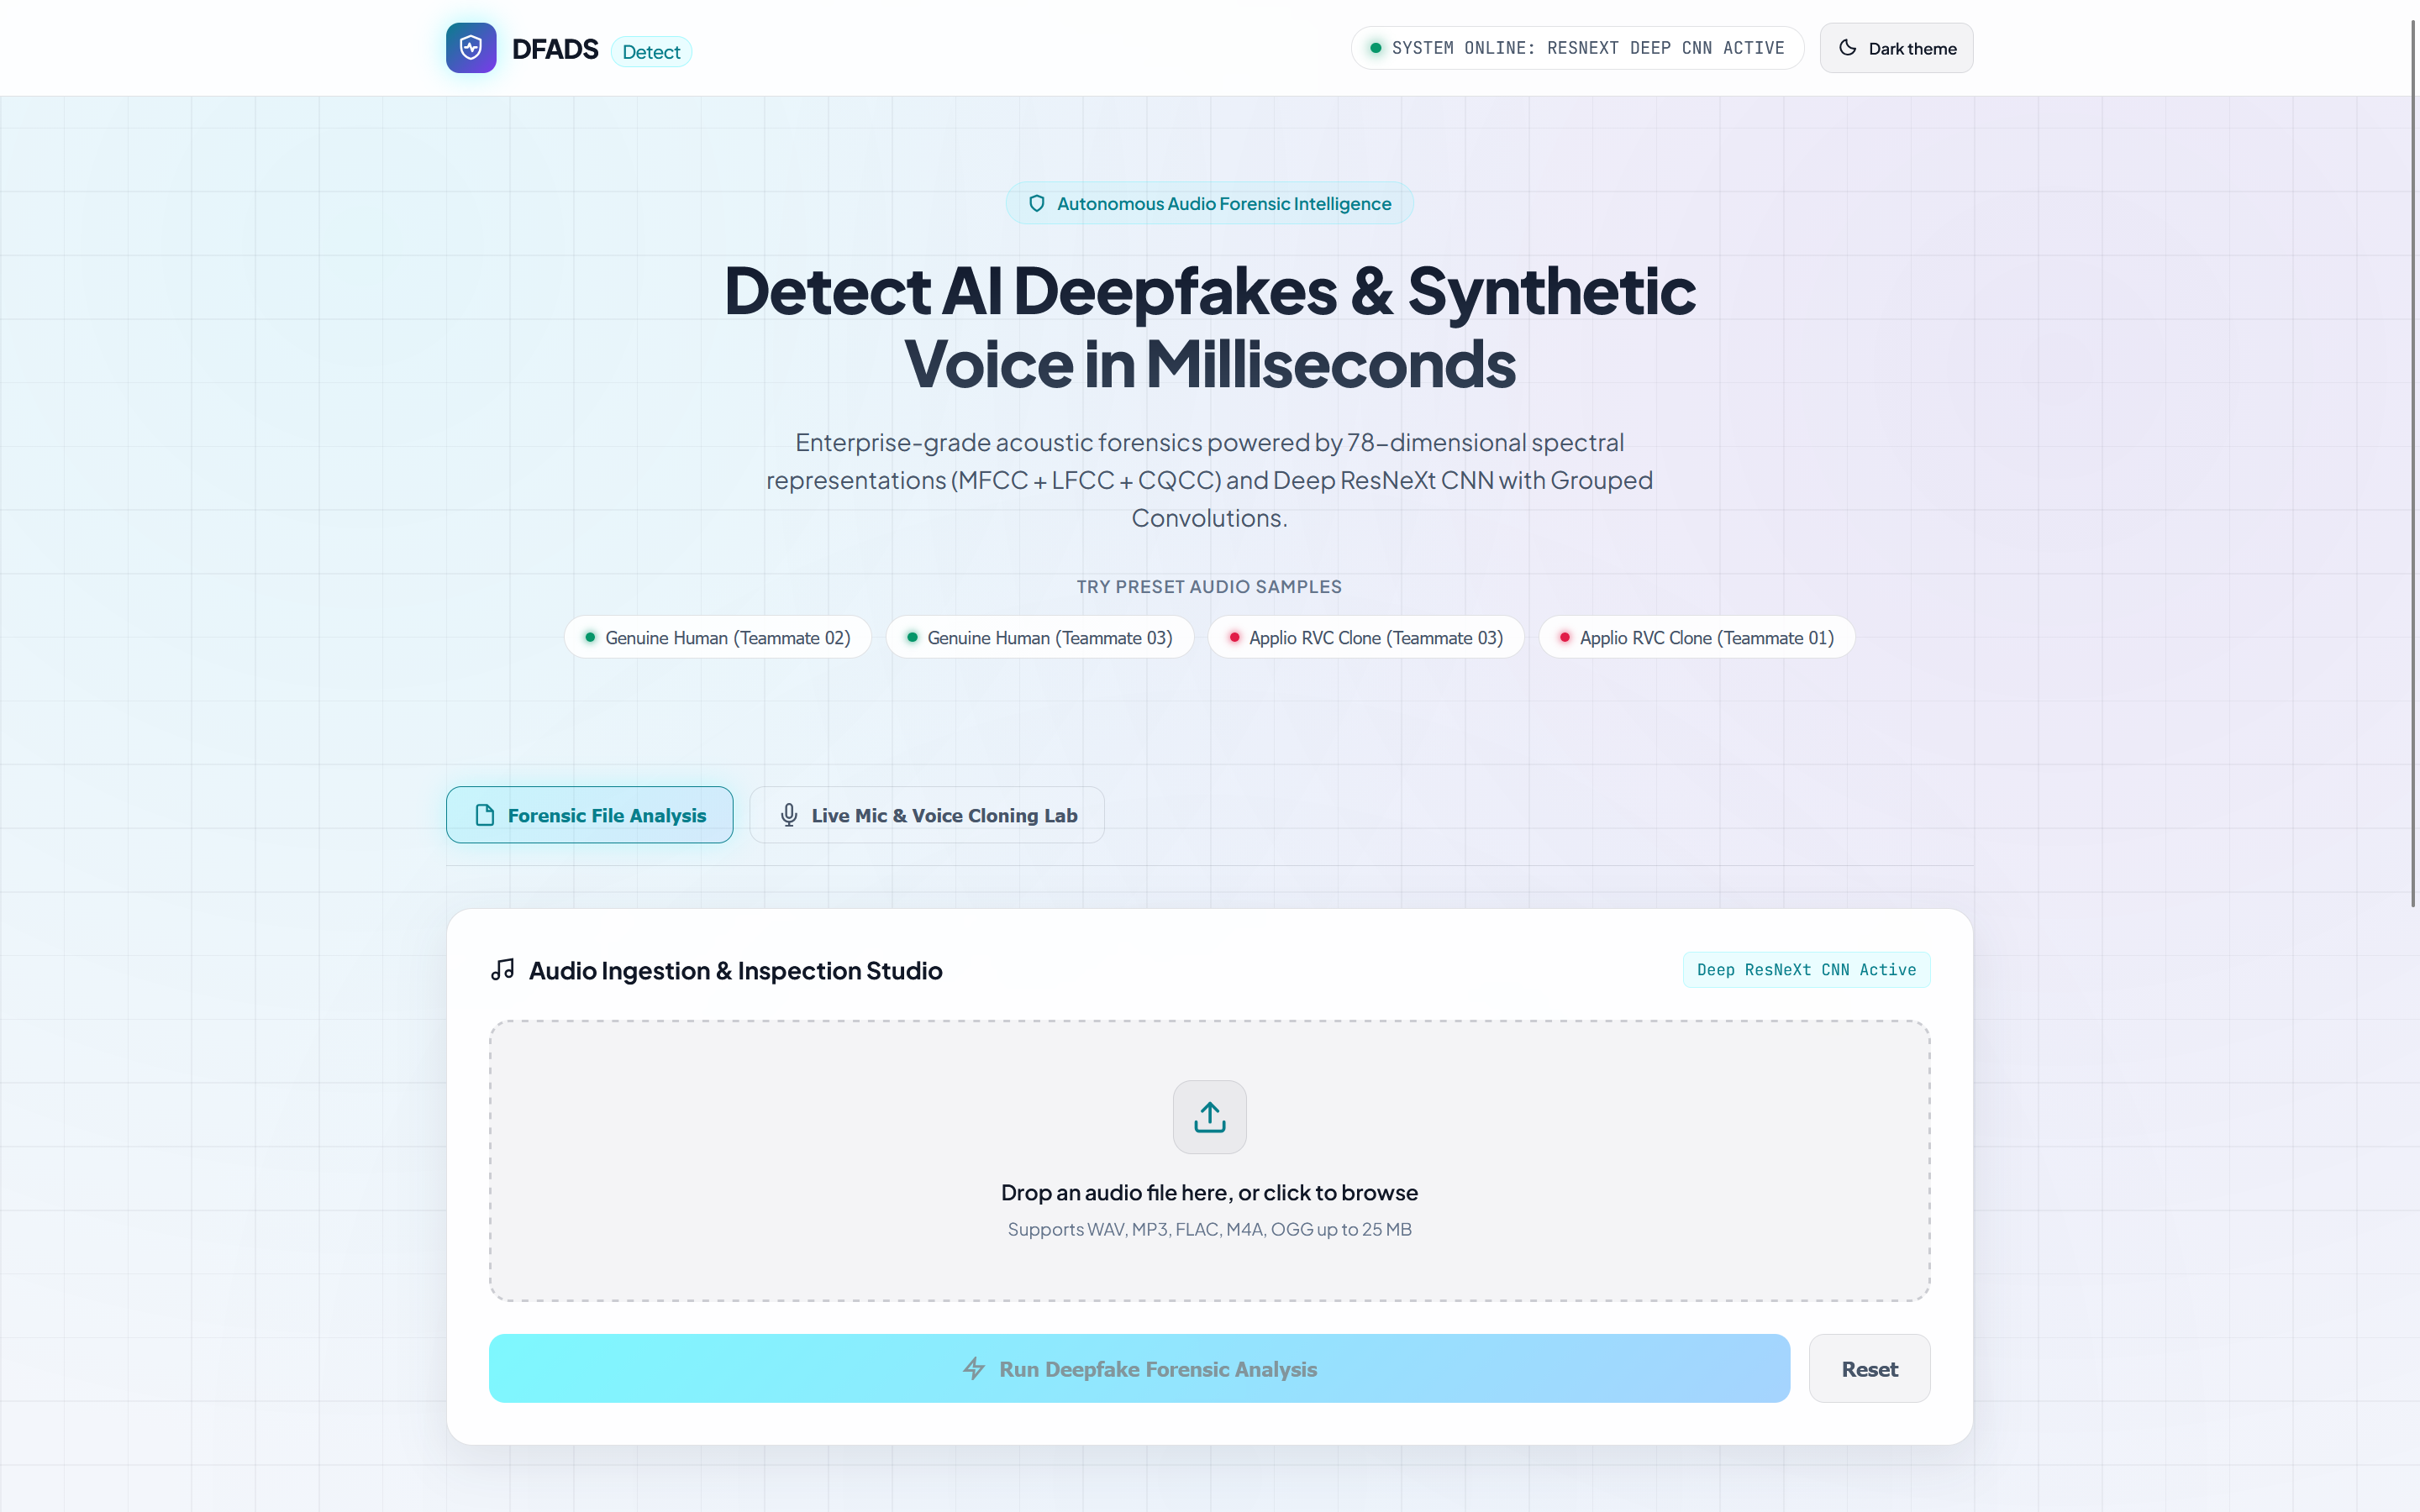 DFADS Detect
SYSTEM ONLINE: RESNEXT DEEP CNN ACTIVE
Dark theme
Autonomous Audio Forensic Intelligence
Detect AI Deepfakes & Synthetic
Voice in Milliseconds
Enterprise-grade acoustic forensics powered by 78–dimensional spectral
representations (MFCC + LFCC + CQCC) and Deep ResNeXt CNN with Grouped
Convolutions.
TRY PRESET AUDIO SAMPLES
Genuine Human (Teammate 02)
Genuine Human (Teammate 03)
Applio RVC Clone (Teammate 03)
Applio RVC Clone (Teammate 01)
Forensic File Analysis
Live Mic & Voice Cloning Lab
Audio Ingestion & Inspection Studio
Deep ResNeXt CNN Active
Drop an audio file here, or click to browse
Supports WAV, MP3, FLAC, M4A, OGG up to 25 MB
Run Deepfake Forensic Analysis
Reset